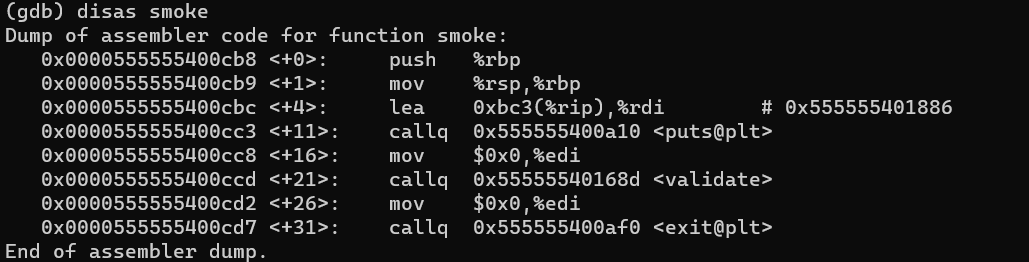 (gdb) disas smoke
Dump of assembler code for function smoke:
   0x0000555555400cb8 <+0>:     push   %rbp
   0x0000555555400cb9 <+1>:     mov    %rsp,%rbp
   0x0000555555400cbc <+4>:     lea    0xbc3(%rip),%rdi        # 0x555555401886
   0x0000555555400cc3 <+11>:    callq  0x555555400a10 <puts@plt>
   0x0000555555400cc8 <+16>:    mov    $0x0,%edi
   0x0000555555400ccd <+21>:    callq  0x55555540168d <validate>
   0x0000555555400cd2 <+26>:    mov    $0x0,%edi
   0x0000555555400cd7 <+31>:    callq  0x555555400af0 <exit@plt>
End of assembler dump.